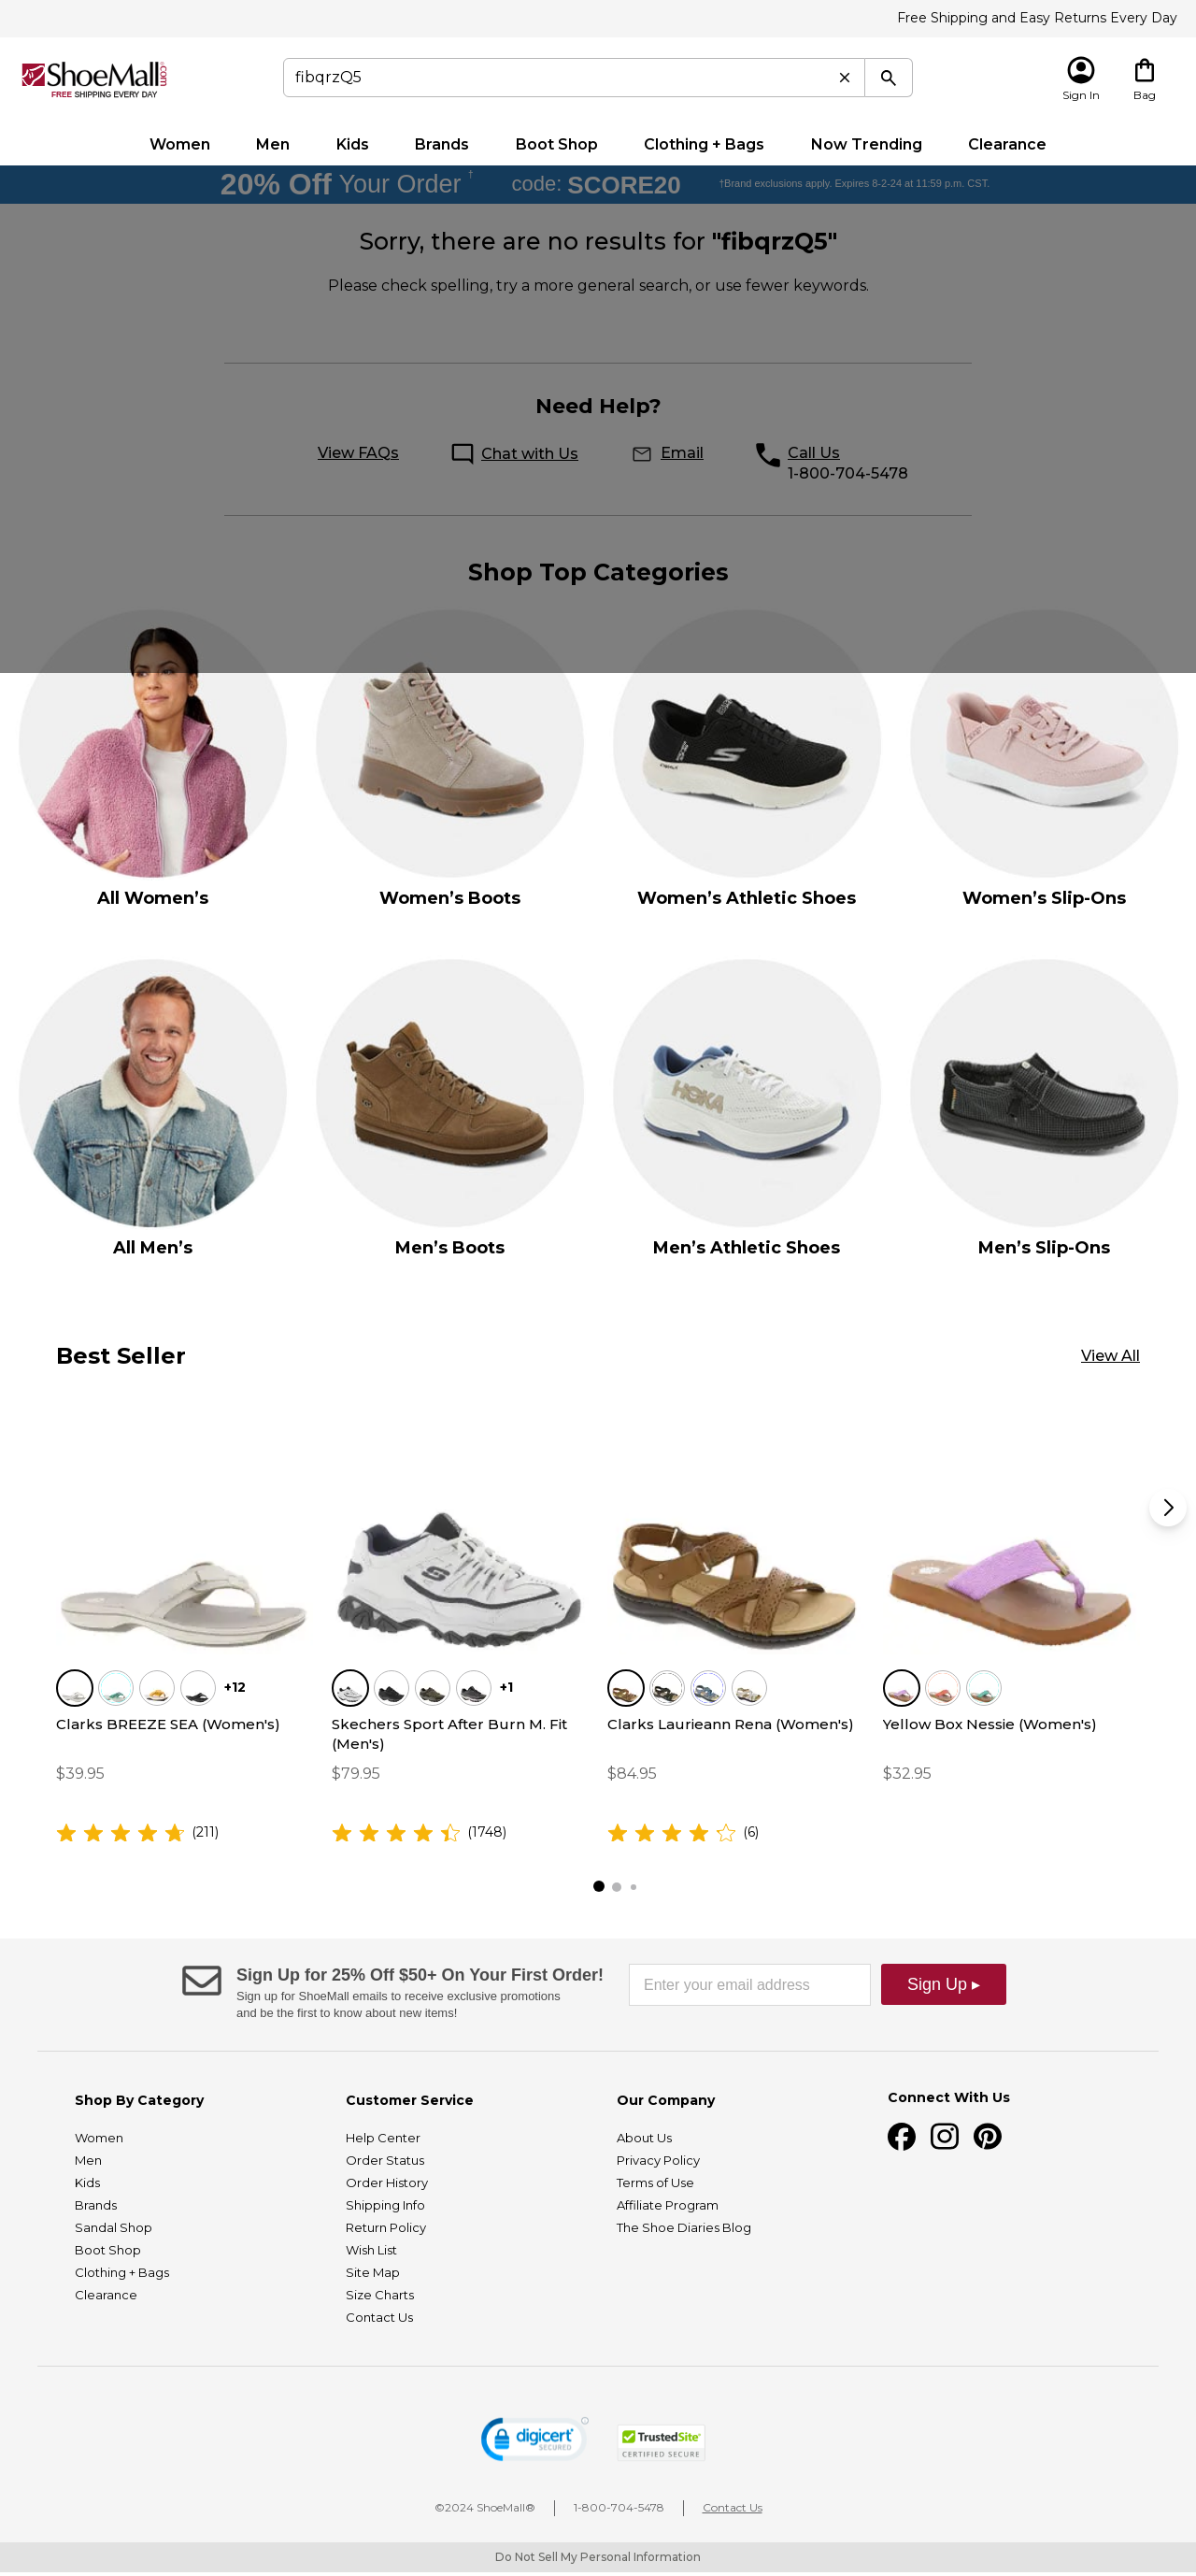 Free Shipping and Easy Returns Every Day
ShoeMall.com
FREE SHIPPING EVERY DAY
fibqrzQ5
Sign In
Bag
Women Men Kids Brands Boot Shop Clothing + Bags Now Trending Clearance
20% Off Your Order † code: SCORE20 †Brand exclusions apply. Expires 8-2-24 at 11:59 p.m. CST.
Sorry, there are no results for "fibqrzQ5"
Please check spelling, try a more general search, or use fewer keywords.
Need Help?
View FAQs Chat with Us Email Call Us
1-800-704-5478
Shop Top Categories
All Women’s Women’s Boots Women’s Athletic Shoes Women’s Slip-Ons
HOKA
All Men’s Men’s Boots Men’s Athletic Shoes Men’s Slip-Ons
Best Seller View All
+12
Clarks BREEZE SEA (Women's)
$39.95
(211)
+1
Skechers Sport After Burn M. Fit
(Men's)
$79.95
(1748)
Clarks Laurieann Rena (Women's)
$84.95
(6)
Yellow Box Nessie (Women's)
$32.95
Sign Up for 25% Off $50+ On Your First Order!
Sign up for ShoeMall emails to receive exclusive promotions
and be the first to know about new items!
Enter your email address
Sign Up ▸
Shop By Category
Women
Men
Kids
Brands
Sandal Shop
Boot Shop
Clothing + Bags
Clearance
Customer Service
Help Center
Order Status
Order History
Shipping Info
Return Policy
Wish List
Site Map
Size Charts
Contact Us
Our Company
About Us
Privacy Policy
Terms of Use
Affiliate Program
The Shoe Diaries Blog
Connect With Us
digicert
SECURED
TrustedSite
CERTIFIED SECURE
©2024 ShoeMall® 1-800-704-5478 Contact Us
Do Not Sell My Personal Information